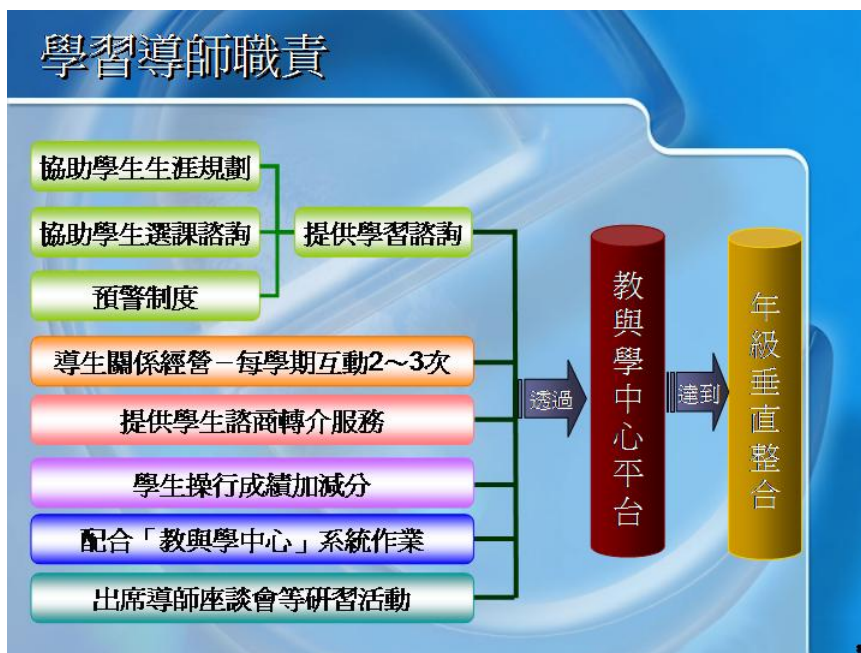 學習導師職責
協助學生生涯規劃
協助學生選課諮詢
提供學習諮詢
預警制度
導生關係經營－每學期互動2～3次
提供學生諮商轉介服務
學生操行成績加減分
配合「教與學中心」系統作業
出席導師座談會等研習活動
透過
教與學中心平台
達到
年級垂直整合